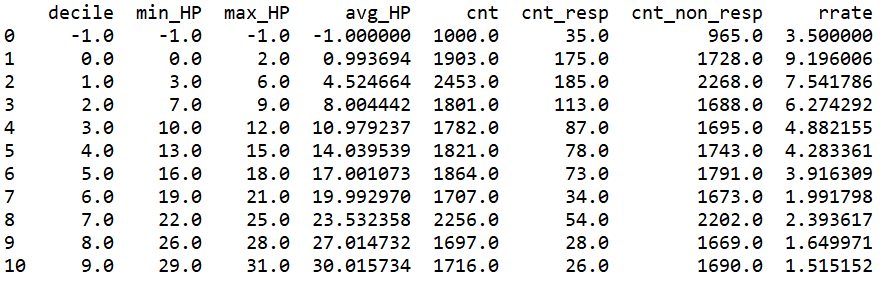 decile min_HP max_HP avg_HP cnt cnt_resp cnt_non_resp rrate
0 -1.0 -1.0 -1.0 -1.000000 1000.0 35.0 965.0 3.500000
1 0.0 0.0 2.0 0.993694 1903.0 175.0 1728.0 9.196006
2 1.0 3.0 6.0 4.524664 2453.0 185.0 2268.0 7.541786
3 2.0 7.0 9.0 8.004442 1801.0 113.0 1688.0 6.274292
4 3.0 10.0 12.0 10.979237 1782.0 87.0 1695.0 4.882155
5 4.0 13.0 15.0 14.039539 1821.0 78.0 1743.0 4.283361
6 5.0 16.0 18.0 17.001073 1864.0 73.0 1791.0 3.916309
7 6.0 19.0 21.0 19.992970 1707.0 34.0 1673.0 1.991798
8 7.0 22.0 25.0 23.532358 2256.0 54.0 2202.0 2.393617
9 8.0 26.0 28.0 27.014732 1697.0 28.0 1669.0 1.649971
10 9.0 29.0 31.0 30.015734 1716.0 26.0 1690.0 1.515152